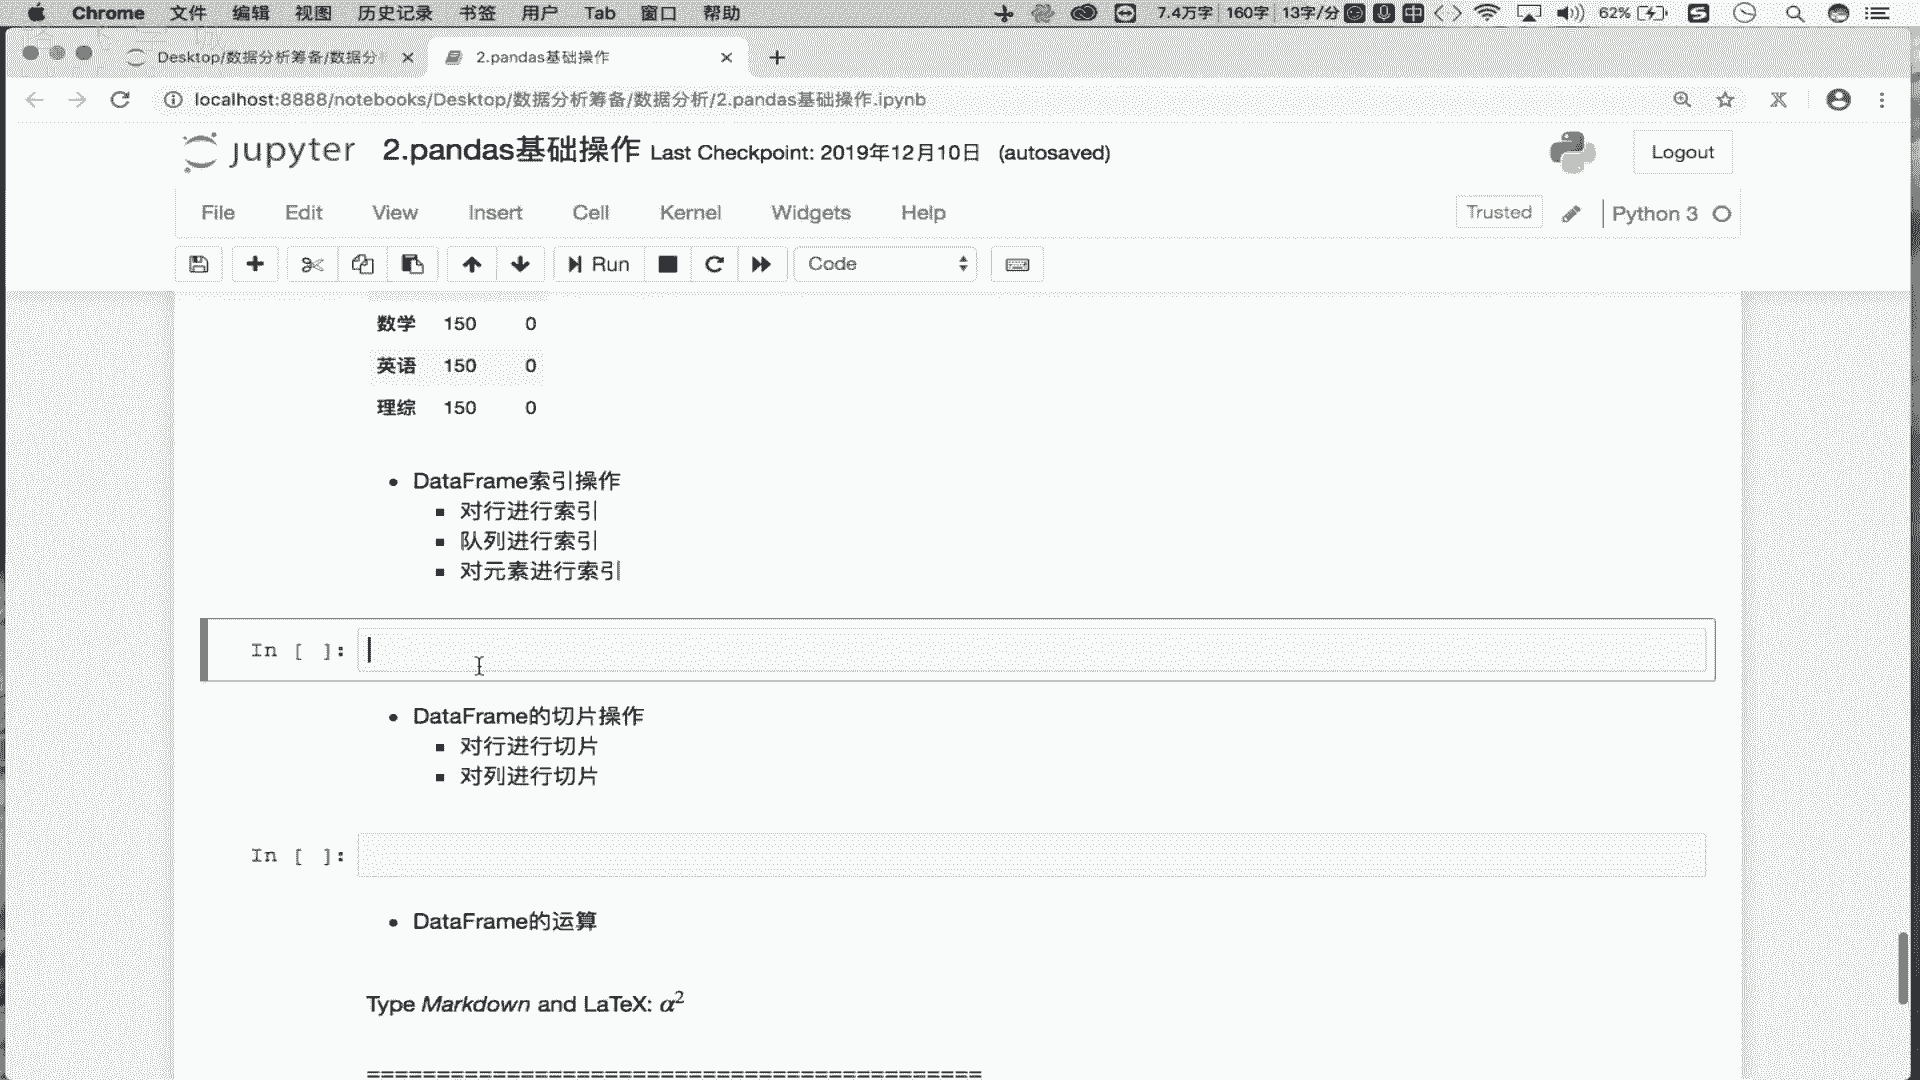 Chrome 文件 编辑 视图 历史记录 书签 用户 Tab 窗口 帮助 7.4万字 160字 13字/分 中 62%
Desktop/数据分析筹备/数据分 2.pandas基础操作
localhost:8888/notebooks/Desktop/数据分析筹备/数据分析/2.pandas基础操作.ipynb
jupyter 2.pandas基础操作 Last Checkpoint: 2019年12月10日 (autosaved) Logout
File Edit View Insert Cell Kernel Widgets Help Trusted Python 3
Run Code
数学 150 0
英语 150 0
理综 150 0
DataFrame索引操作
对行进行索引
队列进行索引
对元素进行索引
In [ ]:
DataFrame的切片操作
对行进行切片
对列进行切片
In [ ]:
DataFrame的运算
Type Markdown and LaTeX: α²
============================================